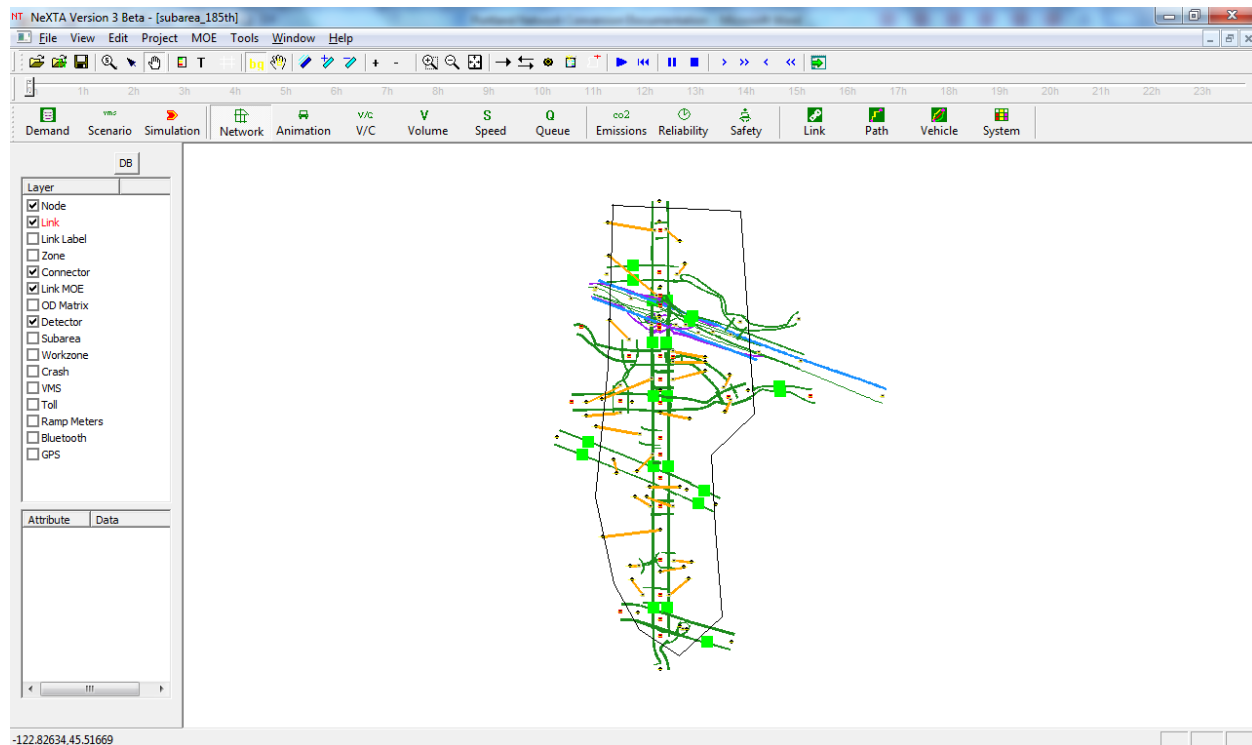 NT NeXTA Version 3 Beta - [subarea_185th]
File View Edit Project MOE Tools Window Help
T bg + -
1h 2h 3h 4h 5h 6h 7h 8h 9h 10h 11h 12h 13h 14h 15h 16h 17h 18h 19h 20h 21h 22h 23h
vms V/C V S Q co2
Demand Scenario Simulation Network Animation V/C Volume Speed Queue Emissions Reliability Safety Link Path Vehicle System
DB
Layer
Node
Link
Link Label
Zone
Connector
Link MOE
OD Matrix
Detector
Subarea
Workzone
Crash
VMS
Toll
Ramp Meters
Bluetooth
GPS
Attribute Data
-122.82634,45.51669